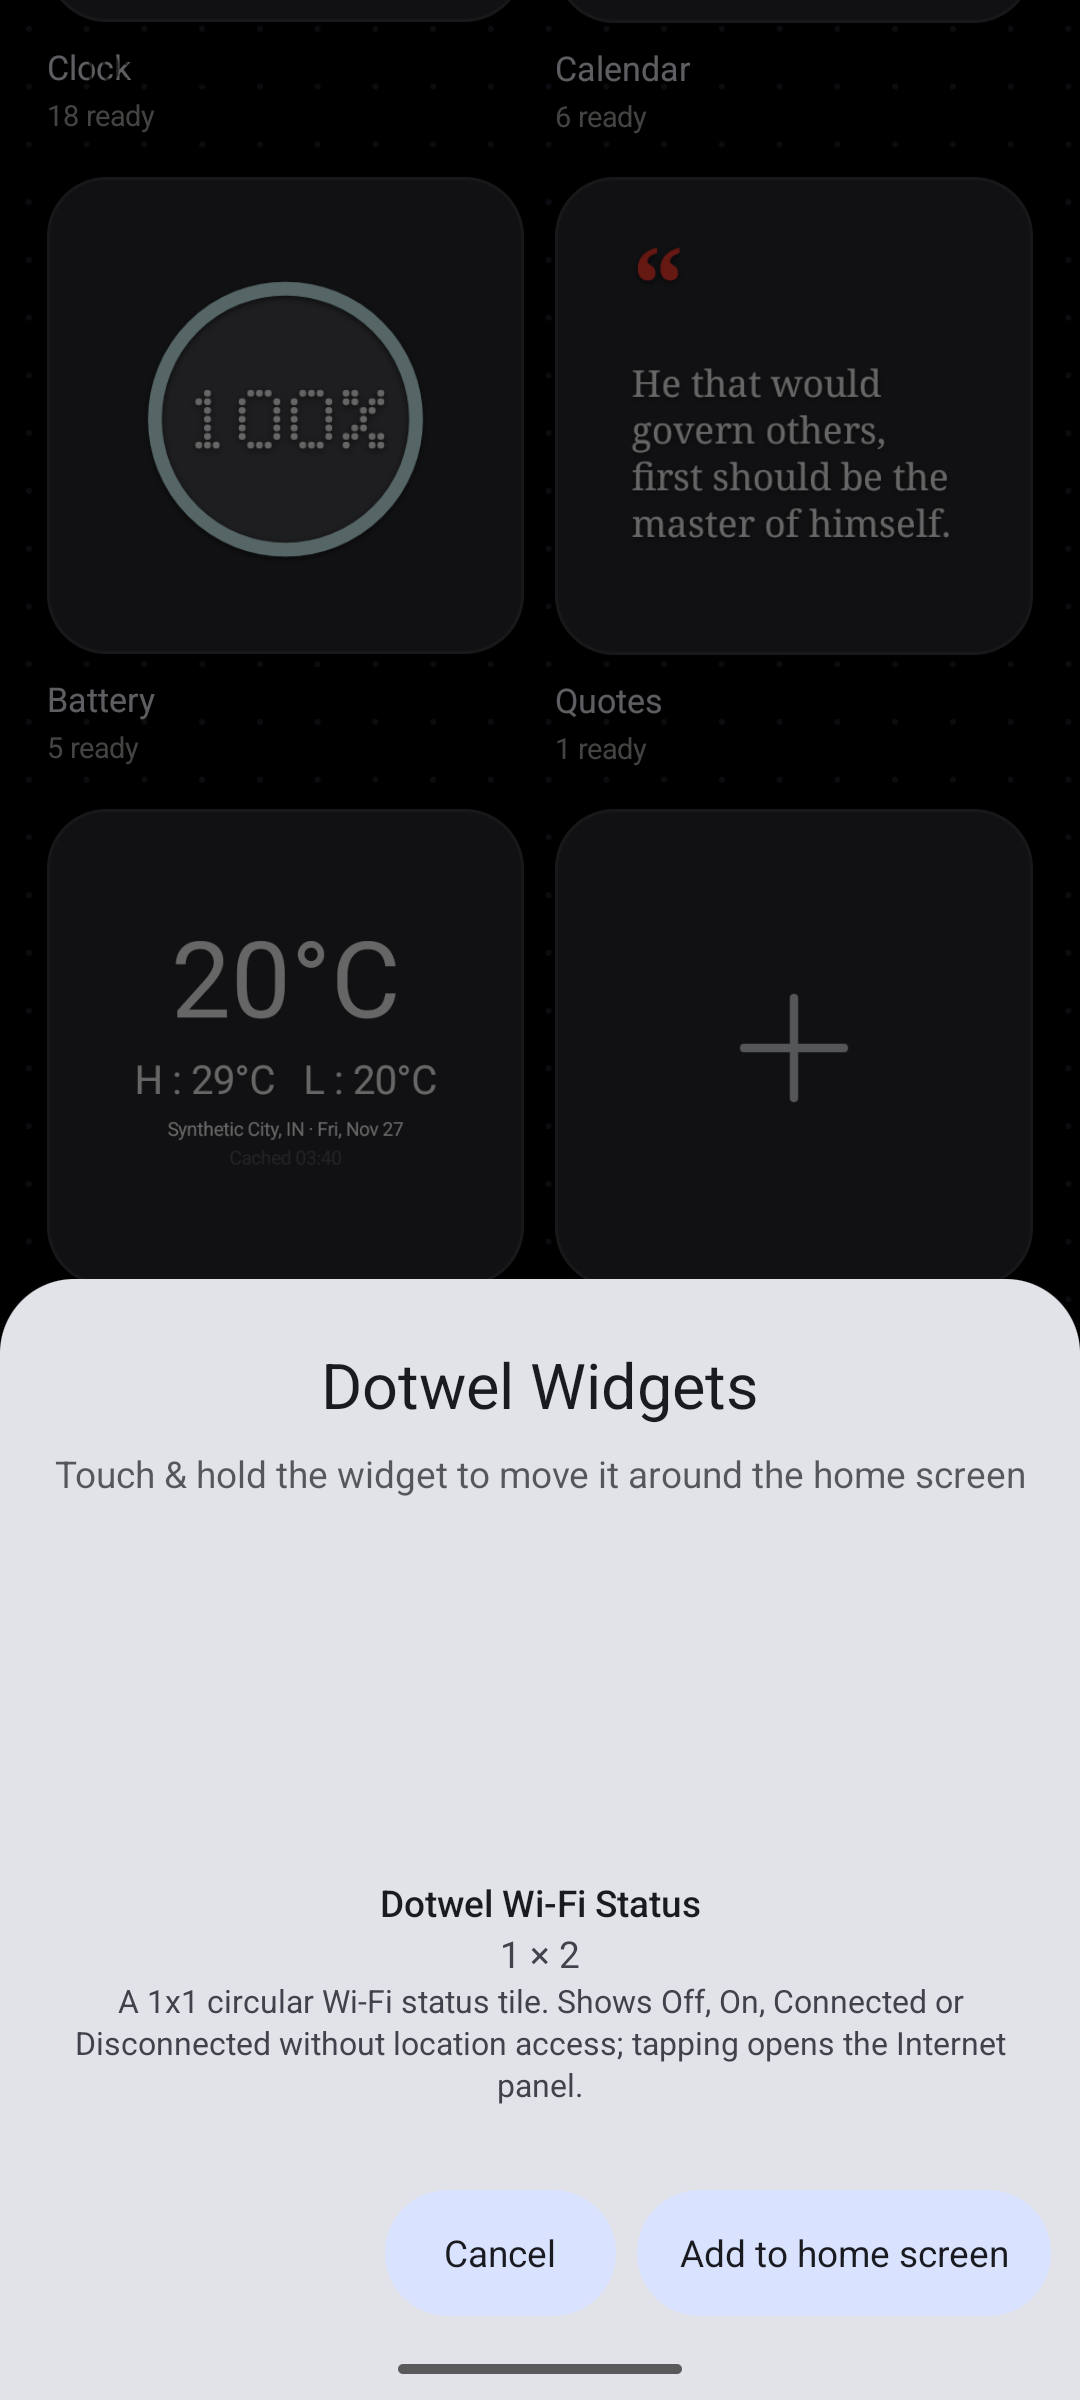 Clock
18 ready
Calendar
6 ready
100%
“
He that would
govern others,
first should be the
master of himself.
Battery
5 ready
Quotes
1 ready
20°C
H : 29°C L : 20°C
Synthetic City, IN · Fri, Nov 27
Cached 03:40
Dotwel Widgets
Touch & hold the widget to move it around the home screen
Dotwel Wi-Fi Status
1 × 2
A 1x1 circular Wi-Fi status tile. Shows Off, On, Connected or
Disconnected without location access; tapping opens the Internet
panel.
Cancel
Add to home screen